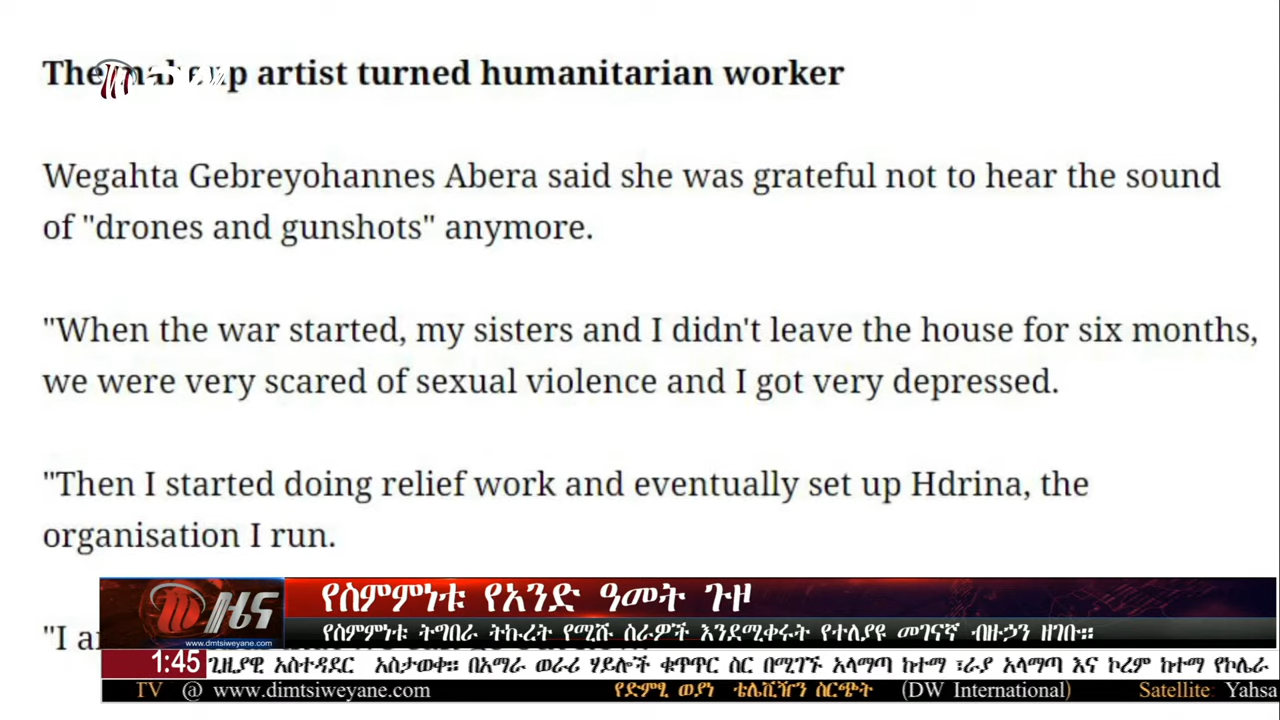 The makeup artist turned humanitarian worker
Wegahta Gebreyohannes Abera said she was grateful not to hear the sound
of "drones and gunshots" anymore.
"When the war started, my sisters and I didn't leave the house for six months,
we were very scared of sexual violence and I got very depressed.
"Then I started doing relief work and eventually set up Hdrina, the
organisation I run.
"I
ዜና
www.dmtsiweyane.com
የስምምነቱ የአንድ ዓመት ጉዞ
የስምምነቱ ትግበራ ትኩረት የሚሹ ስራዎች እንደሚቀሩት የተለያዩ መገናኛ ብዙኃን ዘገቡ።
1:45 ጊዚያዊ አስተዳደር አስታወቀ። በአማራ ወራሪ ሃይሎች ቁጥጥር ስር በሚገኙ አላማጣ ከተማ ፣ራያ አላማጣ እና ኮረም ከተማ የኮሌራ
TV @ www.dimtsiweyane.com የድምፂ ወያነ ቴሌቪዥን ስርጭት (DW International) Satellite: Yahsa